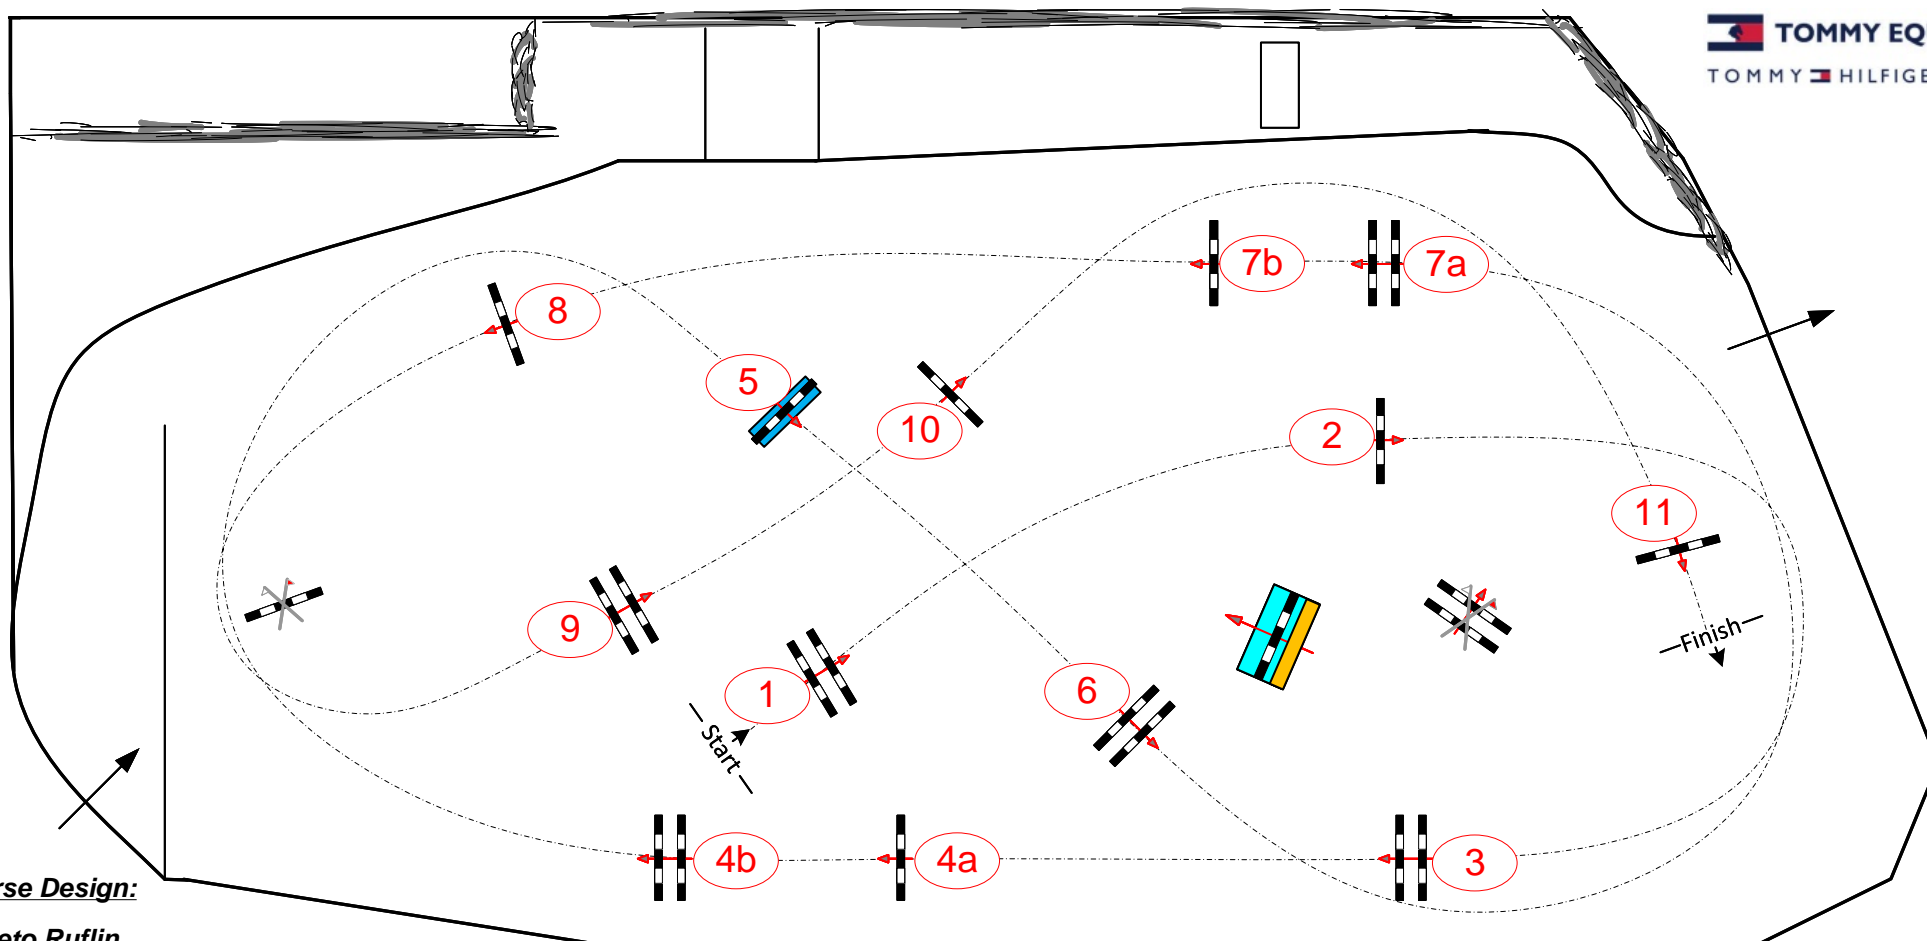 TOMMY EQ
TOMMY HILFIGE
7b
7a
8
5
10
2
11
9
1
6
Start
Finish
4b
4a
3
rse Design:
eto Ruflin